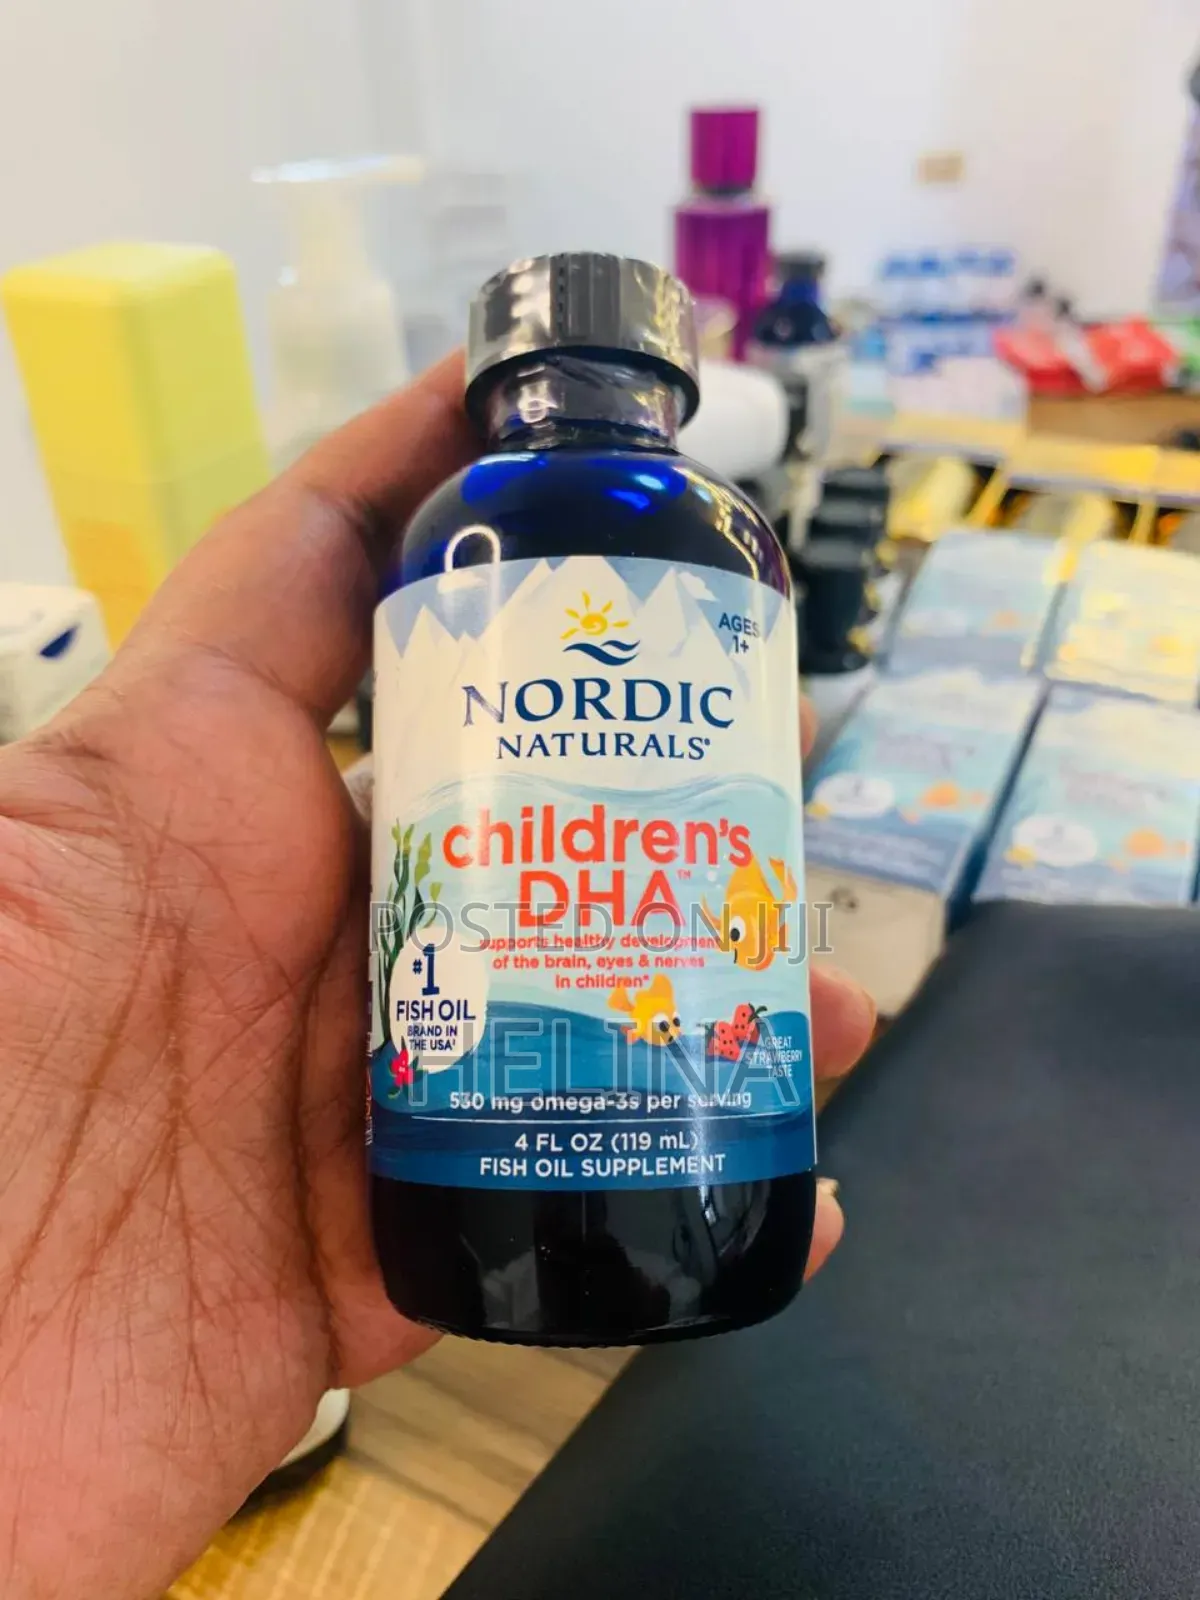 AGES
1+
NORDIC
NATURALS®
children's
DHA™
POSTED ON JIJI
supports healthy development
of the brain, eyes & nerves
in children*
#1
FISH OIL
BRAND IN
THE USA†
HELINA
GREAT
STRAWBERRY
TASTE
530 mg omega-3s per serving
4 FL OZ (119 mL)
FISH OIL SUPPLEMENT